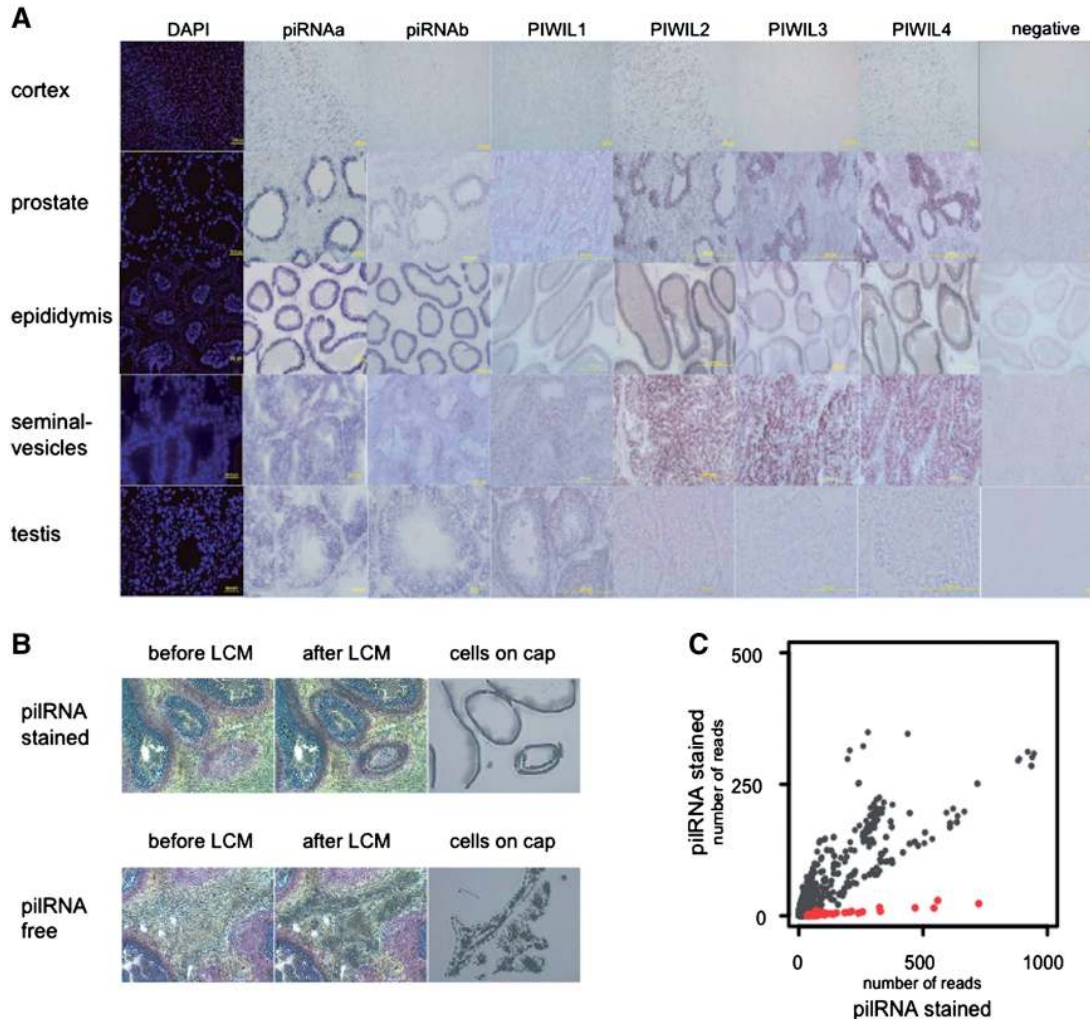 A
DAPI piRNAa piRNAb PIWIL1 PIWIL2 PIWIL3 PIWIL4 negative
cortex
prostate
epididymis
seminal-
vesicles
testis
B
before LCM after LCM cells on cap
pilRNA
stained
before LCM after LCM cells on cap
pilRNA
free
C
500
250
0
pilRNA stained
number of reads
0 500 1000
number of reads
pilRNA stained